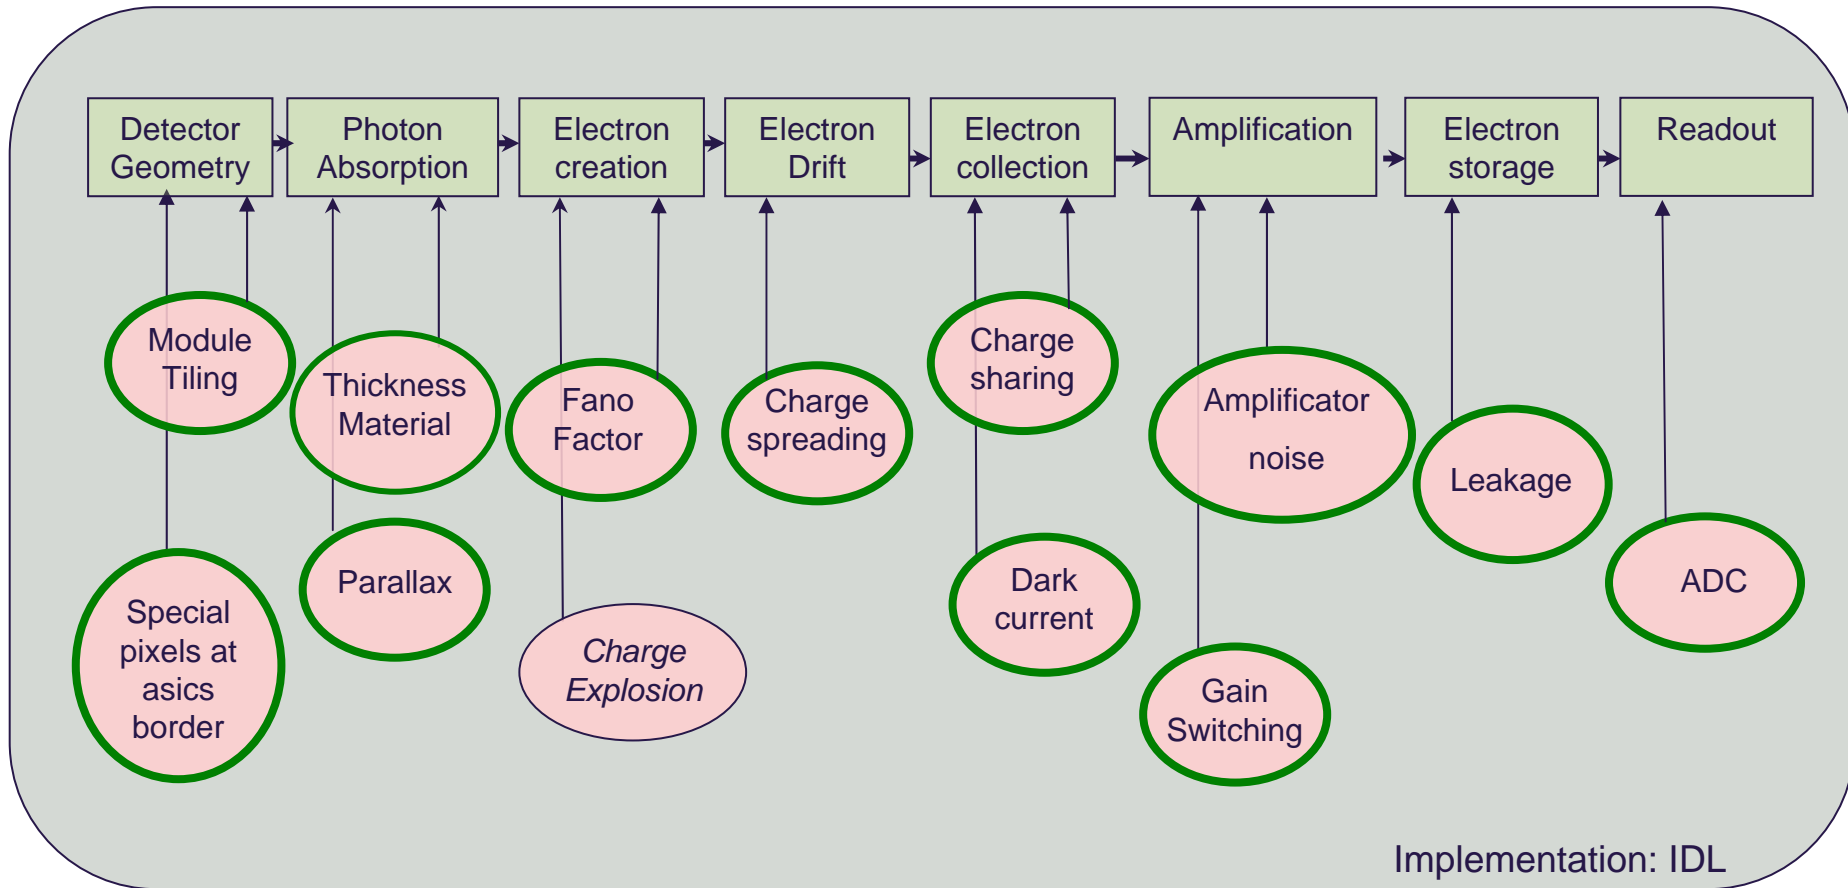 Detector
Geometry
Photon
Absorption
Electron
creation
Electron
Drift
Electron
collection
Amplification
Electron
storage
Readout
Module
Tiling
Thickness
Material
Fano
Factor
Charge
spreading
Charge
sharing
Amplificator
noise
Leakage
ADC
Special
pixels at
asics
border
Parallax
Charge
Explosion
Dark
current
Gain
Switching
Implementation: IDL